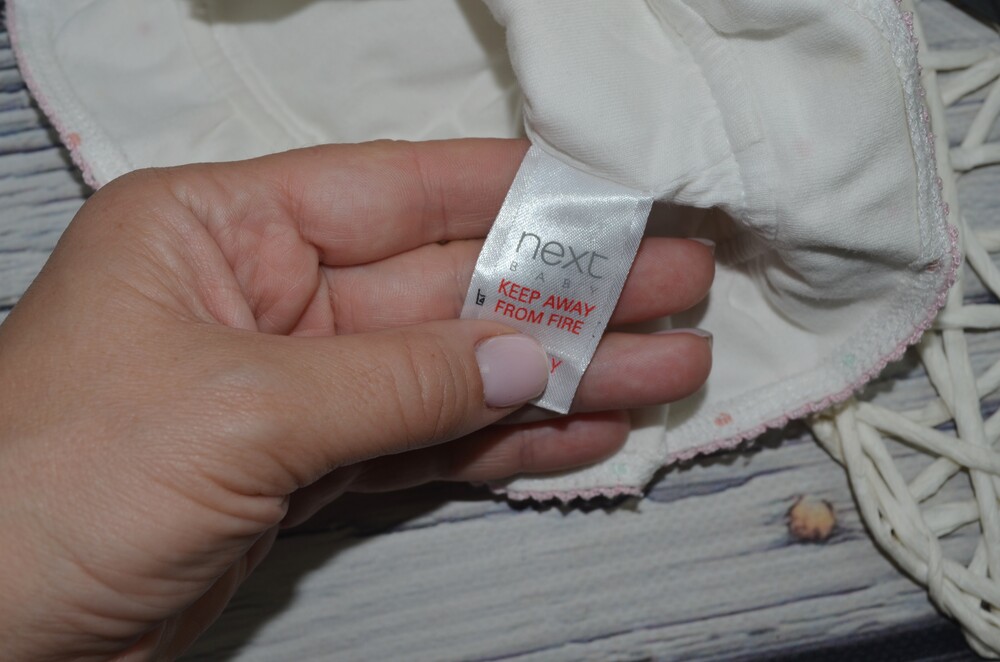 next
BABY
KEEP AWAY
FROM FIRE
Y